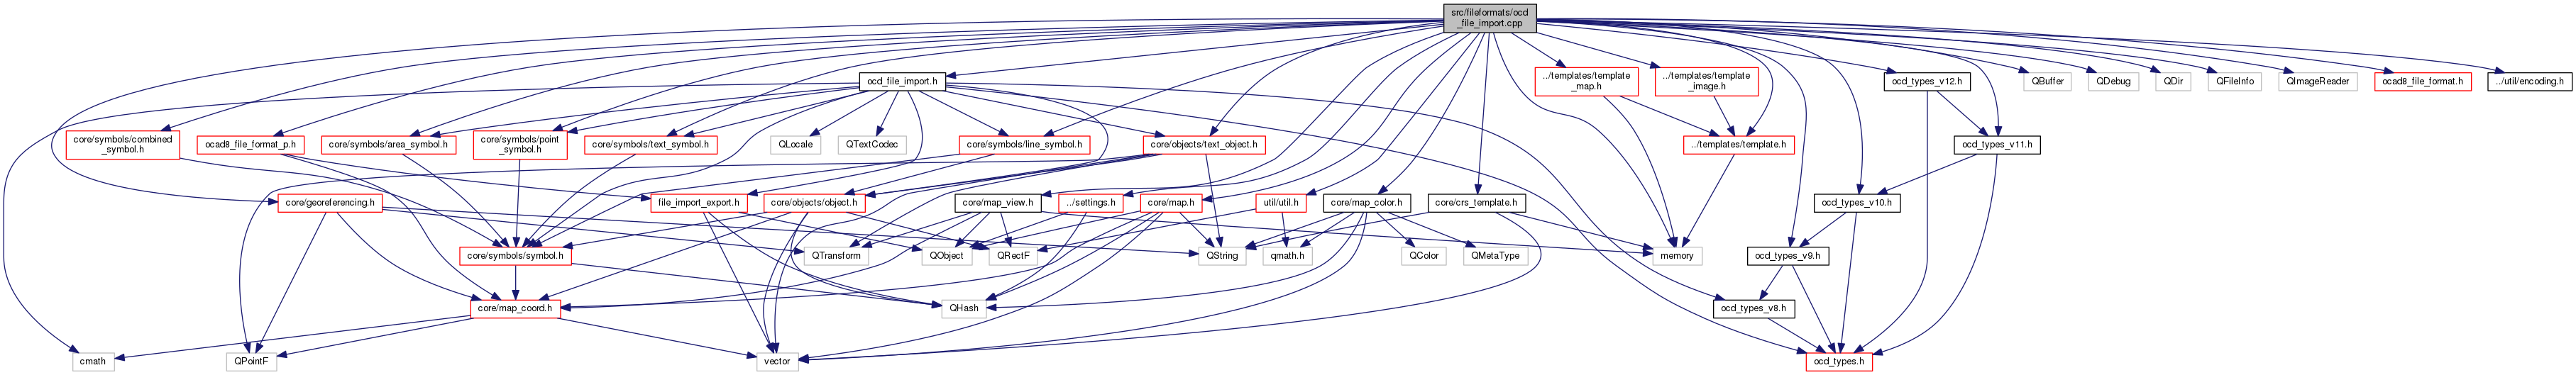 src/fileformats/ocd
_file_import.cpp
ocd_file_import.h
../templates/template
_map.h
../templates/template
_image.h
ocd_types_v12.h
QBuffer
QDebug
QDir
QFileInfo
QImageReader
ocad8_file_format.h
../util/encoding.h
core/symbols/combined
_symbol.h
ocad8_file_format_p.h
core/symbols/area_symbol.h
core/symbols/point
_symbol.h
core/symbols/text_symbol.h
QLocale
QTextCodec
core/symbols/line_symbol.h
core/objects/text_object.h
../templates/template.h
ocd_types_v11.h
core/georeferencing.h
file_import_export.h
core/objects/object.h
core/map_view.h
../settings.h
core/map.h
util/util.h
core/map_color.h
core/crs_template.h
ocd_types_v10.h
core/symbols/symbol.h
QTransform
QObject
QRectF
QString
qmath.h
QColor
QMetaType
memory
ocd_types_v9.h
core/map_coord.h
QHash
ocd_types_v8.h
cmath
QPointF
vector
ocd_types.h